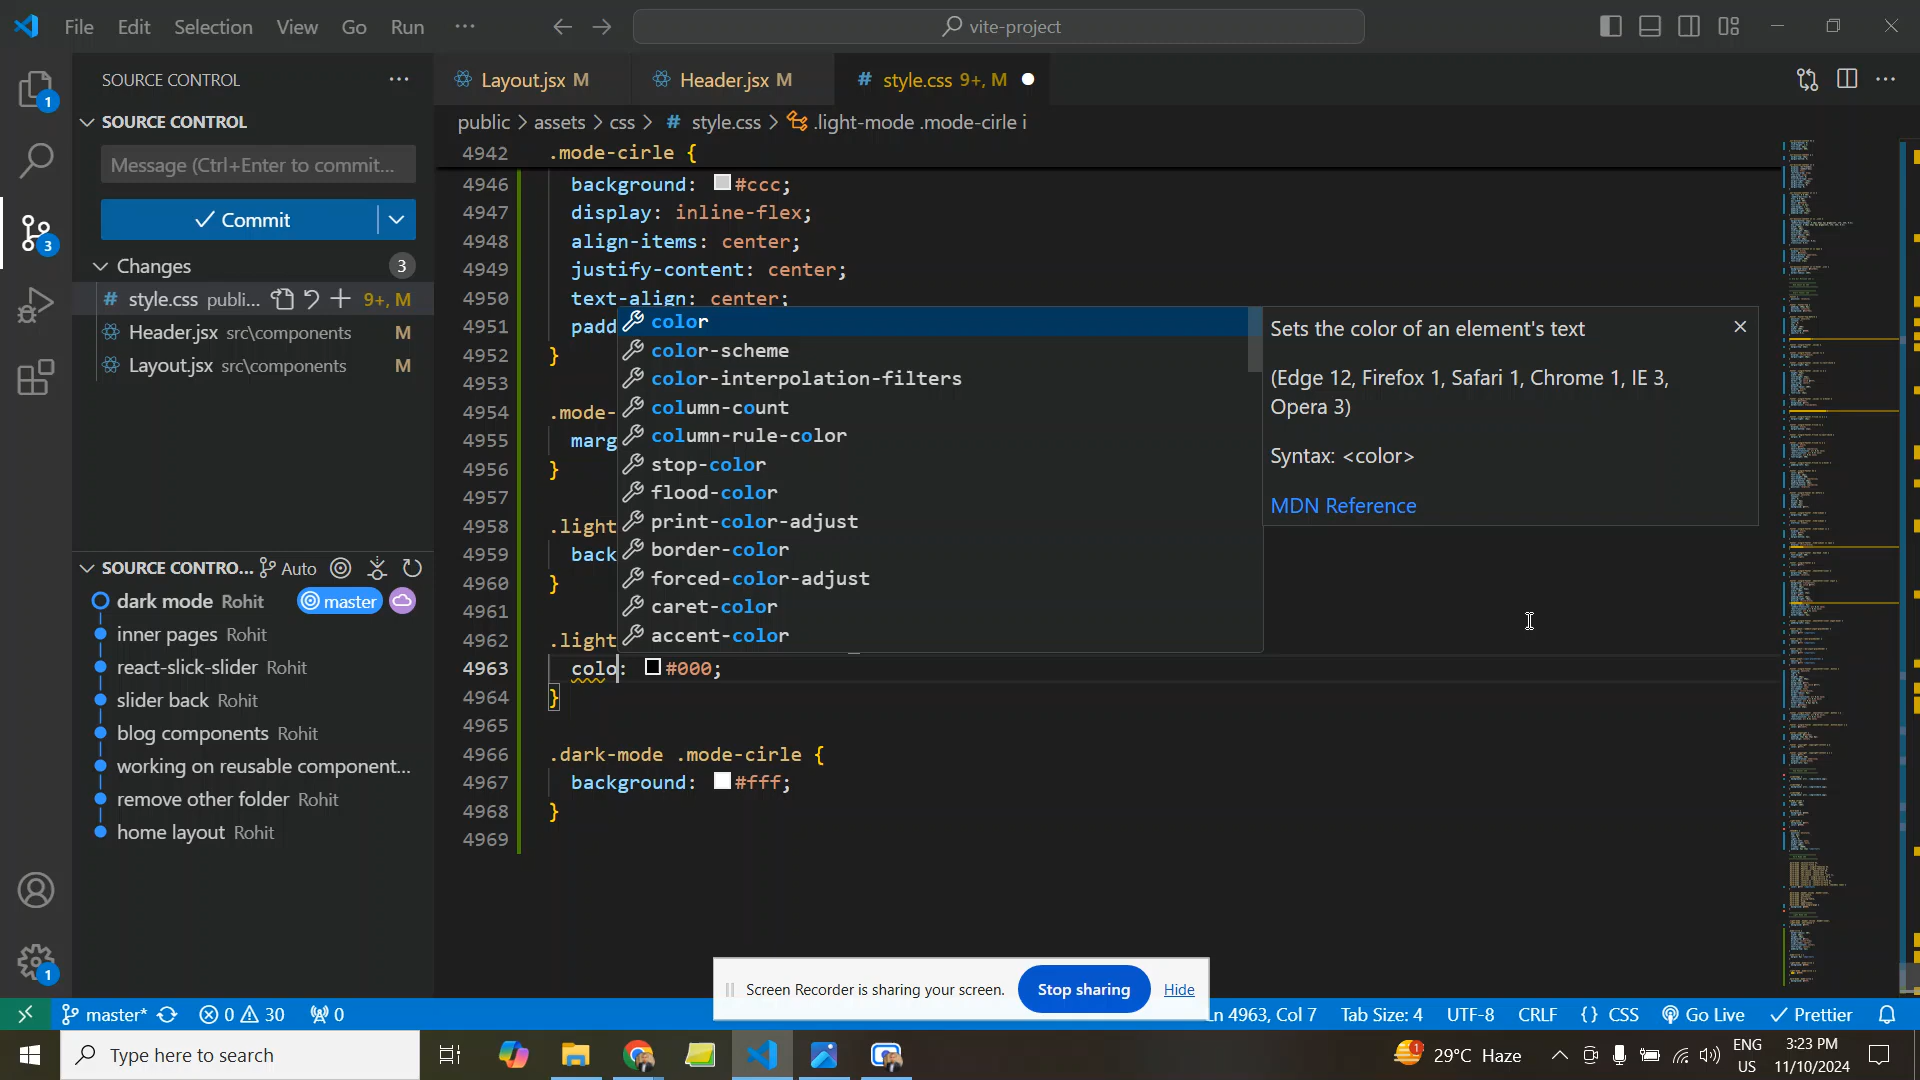 File Edit Selection View Go Run ···
vite-project
SOURCE CONTROL ···
Layout.jsx M
Header.jsx M
# style.css 9+, M
SOURCE CONTROL
Message (Ctrl+Enter to commit...
Commit
3
1
Changes 3
# style.css publi... 9+, M
Header.jsx src\components M
Layout.jsx src\components M
SOURCE CONTRO... Auto
dark mode Rohit master
inner pages Rohit
react-slick-slider Rohit
slider back Rohit
blog components Rohit
working on reusable component...
remove other folder Rohit
home layout Rohit
1
public > assets > css > # style.css > .light-mode .mode-cirle i
4942 .mode-cirle {
4946 background: #ccc;
4947 display: inline-flex;
4948 align-items: center;
4949 justify-content: center;
4950 text-align: center;
4951 padd
4952 }
4953
4954 .mode-
4955 marg
4956 }
4957
4958 .light
4959 back
4960 }
4961
4962 .light
4963 colo: #000;
4964 }
4965
4966 .dark-mode .mode-cirle {
4967 background: #fff;
4968 }
4969
color
color-scheme
color-interpolation-filters
column-count
column-rule-color
stop-color
flood-color
print-color-adjust
border-color
forced-color-adjust
caret-color
accent-color
Sets the color of an element's text
(Edge 12, Firefox 1, Safari 1, Chrome 1, IE 3,
Opera 3)
Syntax: <color>
MDN Reference
Screen Recorder is sharing your screen. Stop sharing Hide
master* 0 30 0
Ln 4963, Col 7 Tab Size: 4 UTF-8 CRLF {} CSS Go Live Prettier
Type here to search
1
29°C Haze
ENG
US
3:23 PM
11/10/2024